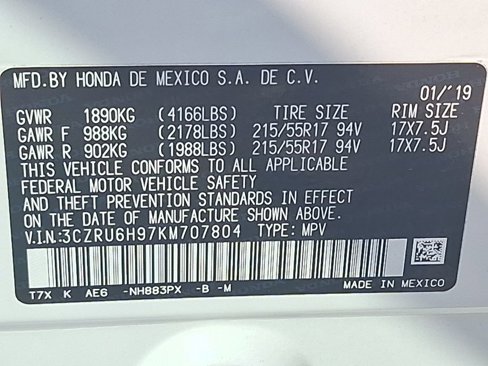 MFD.BY HONDA DE MEXICO S.A. DE C.V. 01/'19
GVWR 1890KG (4166LBS) TIRE SIZE RIM SIZE
GAWR F 988KG (2178LBS) 215/55R17 94V 17X7.5J
GAWR R 902KG (1988LBS) 215/55R17 94V 17X7.5J
THIS VEHICLE CONFORMS TO ALL APPLICABLE
FEDERAL MOTOR VEHICLE SAFETY
AND THEFT PREVENTION STANDARDS IN EFFECT
ON THE DATE OF MANUFACTURE SHOWN ABOVE.
V.I.N:3CZRU6H97KM707804 TYPE: MPV
T7X K AE6 -NH883PX -B -M MADE IN MEXICO